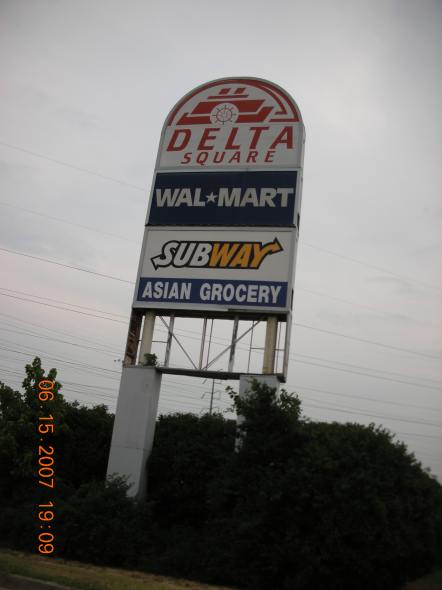 DELTA
SQUARE
WAL★MART
SUBWAY
ASIAN GROCERY
06 15 2007 19:09